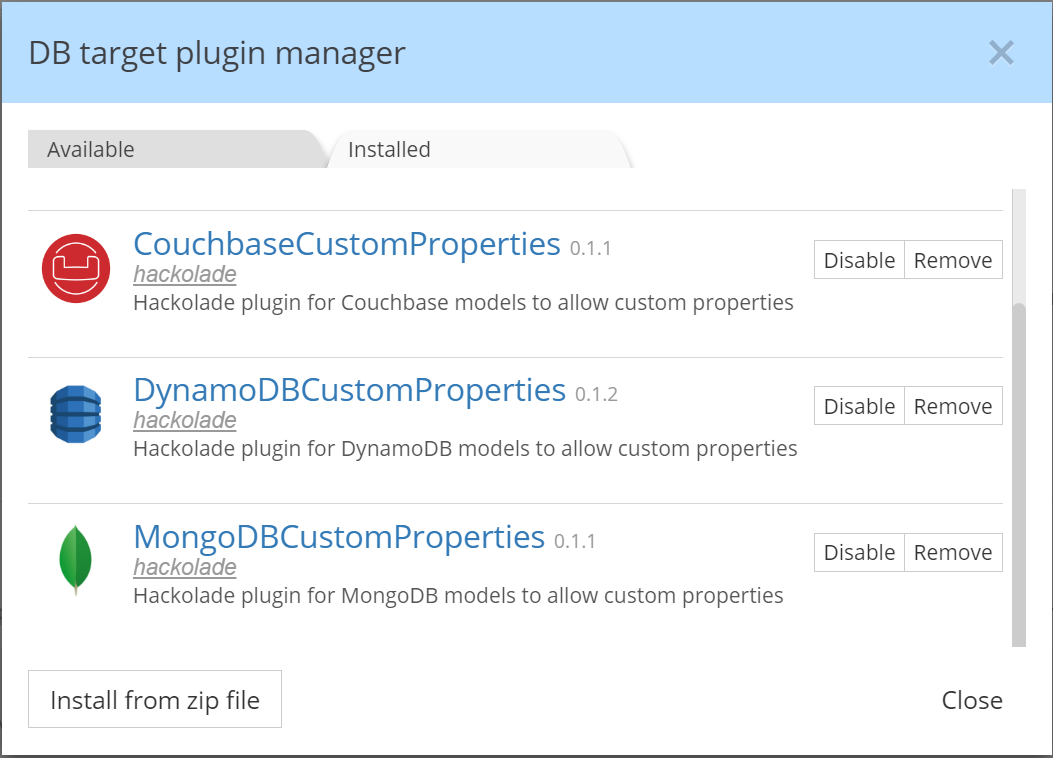 DB target plugin manager
Available
Installed
CouchbaseCustomProperties 0.1.1
hackolade
Hackolade plugin for Couchbase models to allow custom properties
Disable
Remove
DynamoDBCustomProperties 0.1.2
hackolade
Hackolade plugin for DynamoDB models to allow custom properties
Disable
Remove
MongoDBCustomProperties 0.1.1
hackolade
Hackolade plugin for MongoDB models to allow custom properties
Disable
Remove
Install from zip file
Close